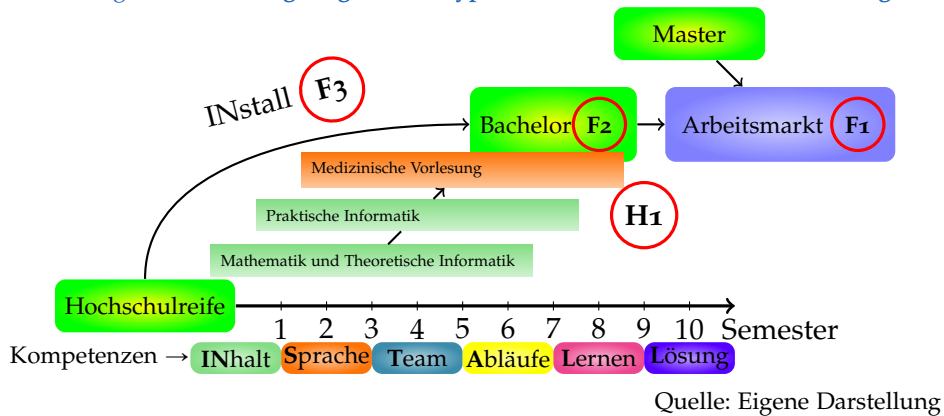 Master
INstall F3
Bachelor F2
Arbeitsmarkt F1
Medizinische Vorlesung
Praktische Informatik
H1
Mathematik und Theoretische Informatik
Hochschulreife
1 2 3 4 5 6 7 8 9 10 Semester
Kompetenzen → INhalt Sprache Team Abläufe Lernen Lösung
Quelle: Eigene Darstellung